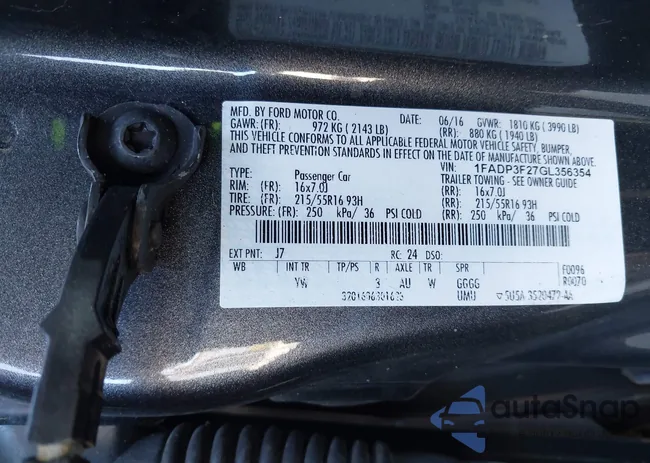 MFD. BY FORD MOTOR CO. DATE: 06/16 GVWR: 1810 KG (3990 LB)
GAWR: (FR): 972 KG (2143 LB) (RR): 880 KG (1940 LB)
THIS VEHICLE CONFORMS TO ALL APPLICABLE FEDERAL MOTOR VEHICLE SAFETY, BUMPER,
AND THEFT PREVENTION STANDARDS IN EFFECT ON THE DATE OF MANUFACTURE SHOWN ABOVE.
VIN: 1FADP3F27GL356354
TYPE: Passenger Car TRAILER TOWING - SEE OWNER GUIDE
RIM: (FR): 16x7.0J (RR): 16x7.0J
TIRE: (FR): 215/55R16 93H (RR): 215/55R16 93H
PRESSURE: (FR): 250 kPa/ 36 PSI COLD (RR): 250 kPa/ 36 PSI COLD
EXT PNT: J7 RC: 24 DSO:
WB INT TR TP/PS R AXLE TR SPR F0096
YW 3 AU W GGGG R0070
UMU
autoSnap